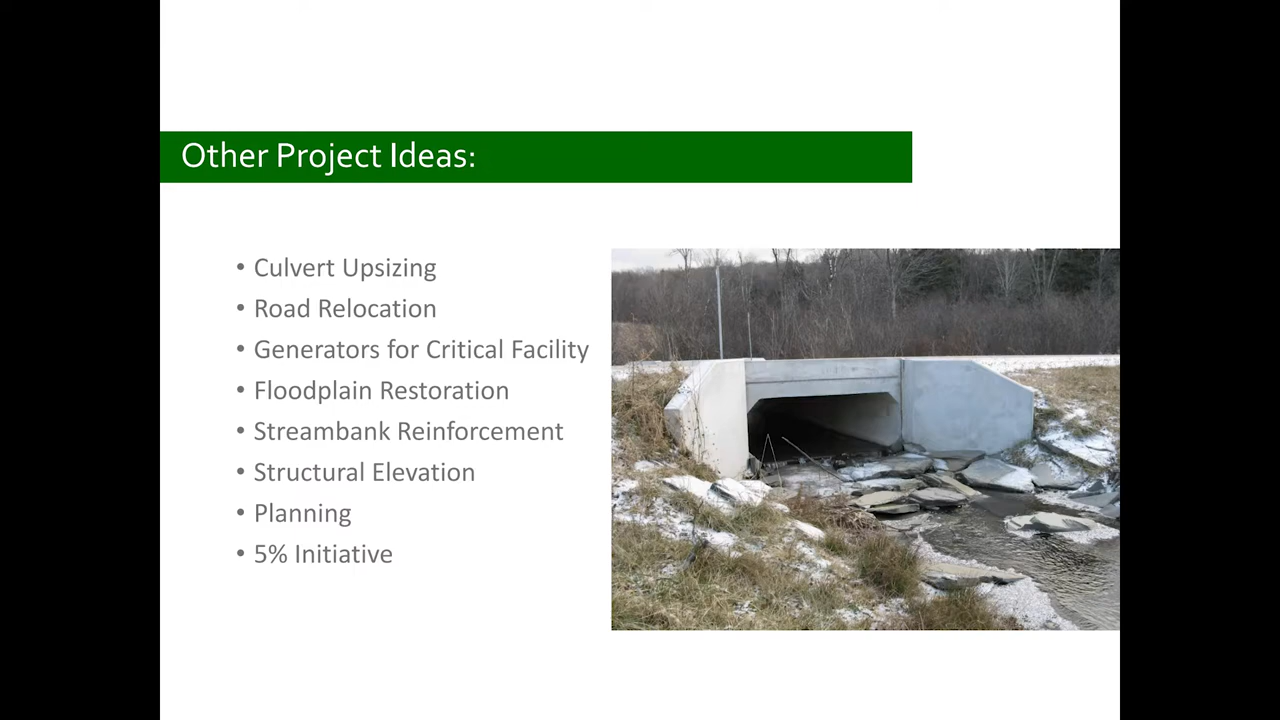 Other Project Ideas:
• Culvert Upsizing
• Road Relocation
• Generators for Critical Facility
• Floodplain Restoration
• Streambank Reinforcement
• Structural Elevation
• Planning
• 5% Initiative